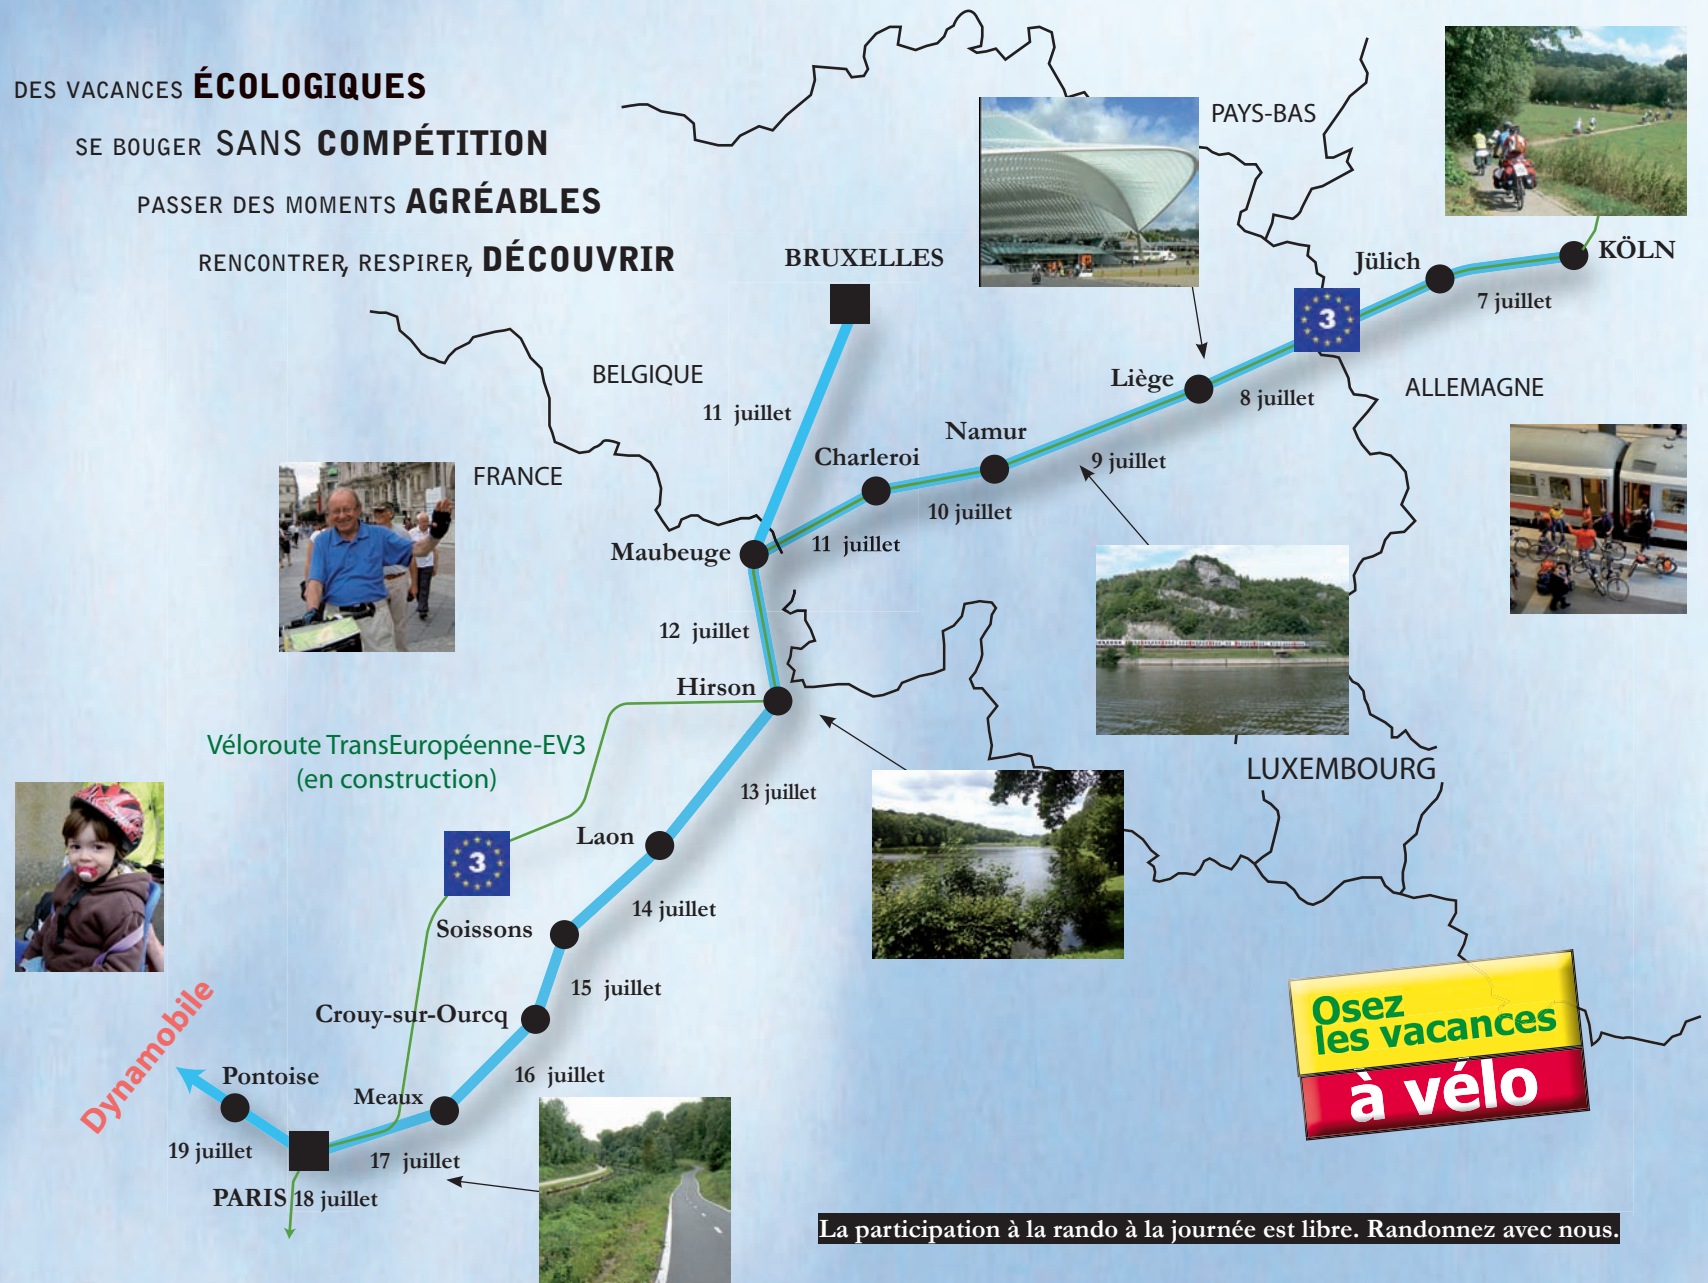 DES VACANCES ÉCOLOGIQUES
SE BOUGER SANS COMPÉTITION
PASSER DES MOMENTS AGRÉABLES
RENCONTRER, RESPIRER, DÉCOUVRIR
PAYS-BAS
BRUXELLES
KÖLN
Jülich
7 juillet
3
BELGIQUE
Liège
8 juillet
ALLEMAGNE
11 juillet
Namur
Charleroi
9 juillet
FRANCE
10 juillet
11 juillet
Maubeuge
12 juillet
Hirson
Véloroute TransEuropéenne-EV3
(en construction)
LUXEMBOURG
13 juillet
Laon
3
14 juillet
Soissons
15 juillet
Crouy-sur-Ourcq
16 juillet
Dynamobile
Pontoise
Meaux
19 juillet
17 juillet
PARIS 18 juillet
Osez
les vacances
à vélo
La participation à la rando à la journée est libre. Randonnez avec nous.